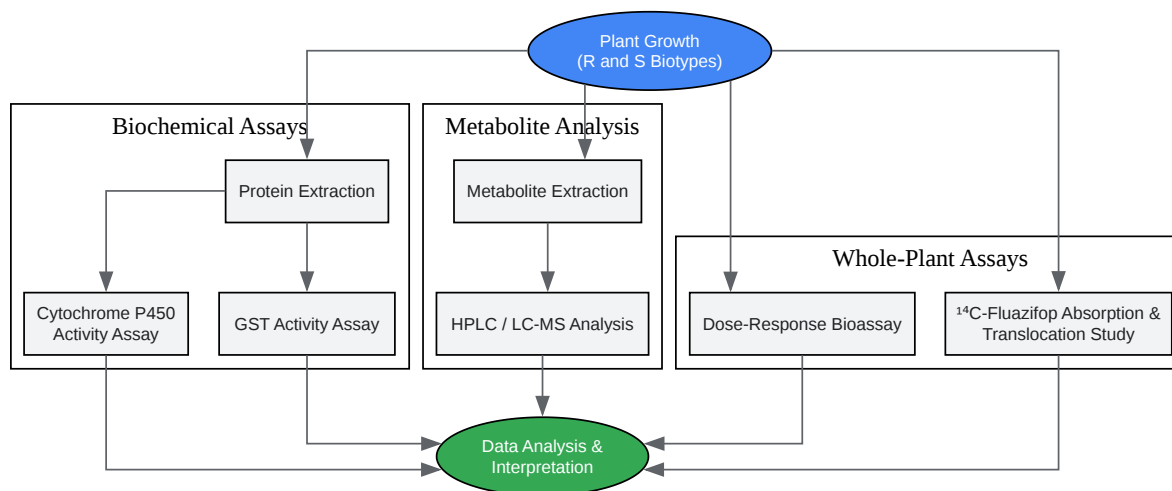 Plant Growth
(R and S Biotypes)
Biochemical Assays
Metabolite Analysis
Protein Extraction
Metabolite Extraction
Whole-Plant Assays
Cytochrome P450
Activity Assay
GST Activity Assay
HPLC / LC-MS Analysis
Dose-Response Bioassay
¹⁴C-Fluazifop Absorption &
Translocation Study
Data Analysis &
Interpretation